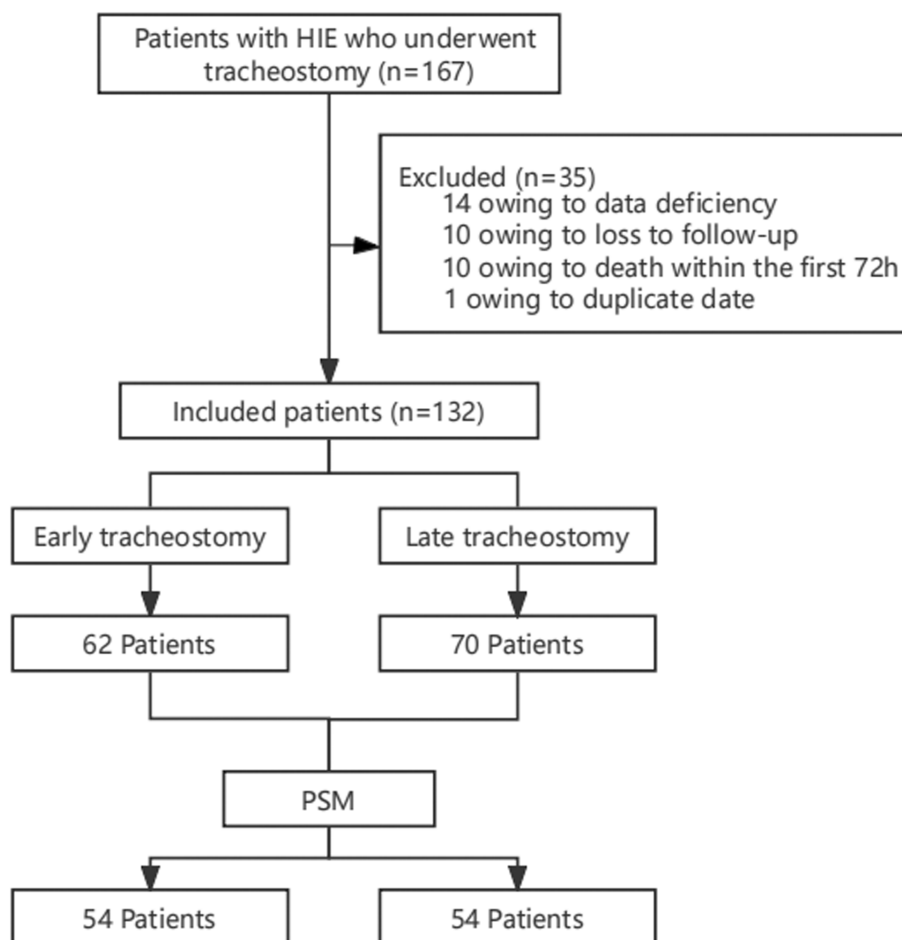 Patients with HIE who underwent
tracheostomy (n=167)
Excluded (n=35)
14 owing to data deficiency
10 owing to loss to follow-up
10 owing to death within the first 72h
1 owing to duplicate date
Included patients (n=132)
Early tracheostomy
Late tracheostomy
62 Patients
70 Patients
PSM
54 Patients
54 Patients